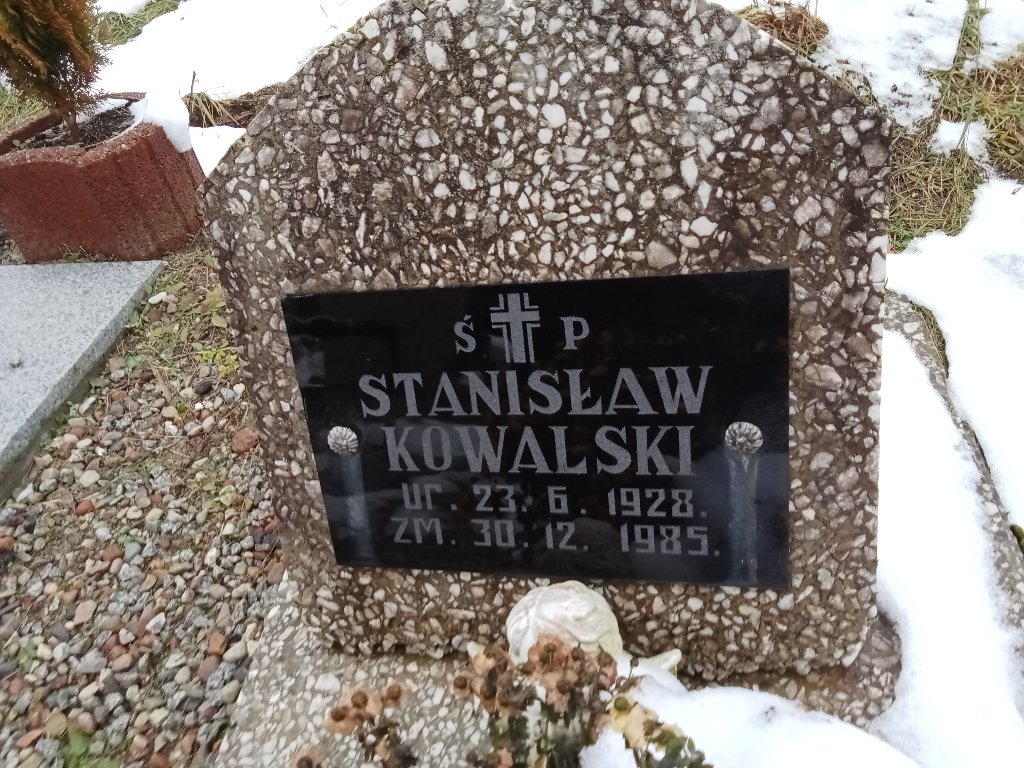 Ś P
STANISŁAW
KOWALSKI
UR. 23. 6. 1928.
ZM. 30. 12. 1985.